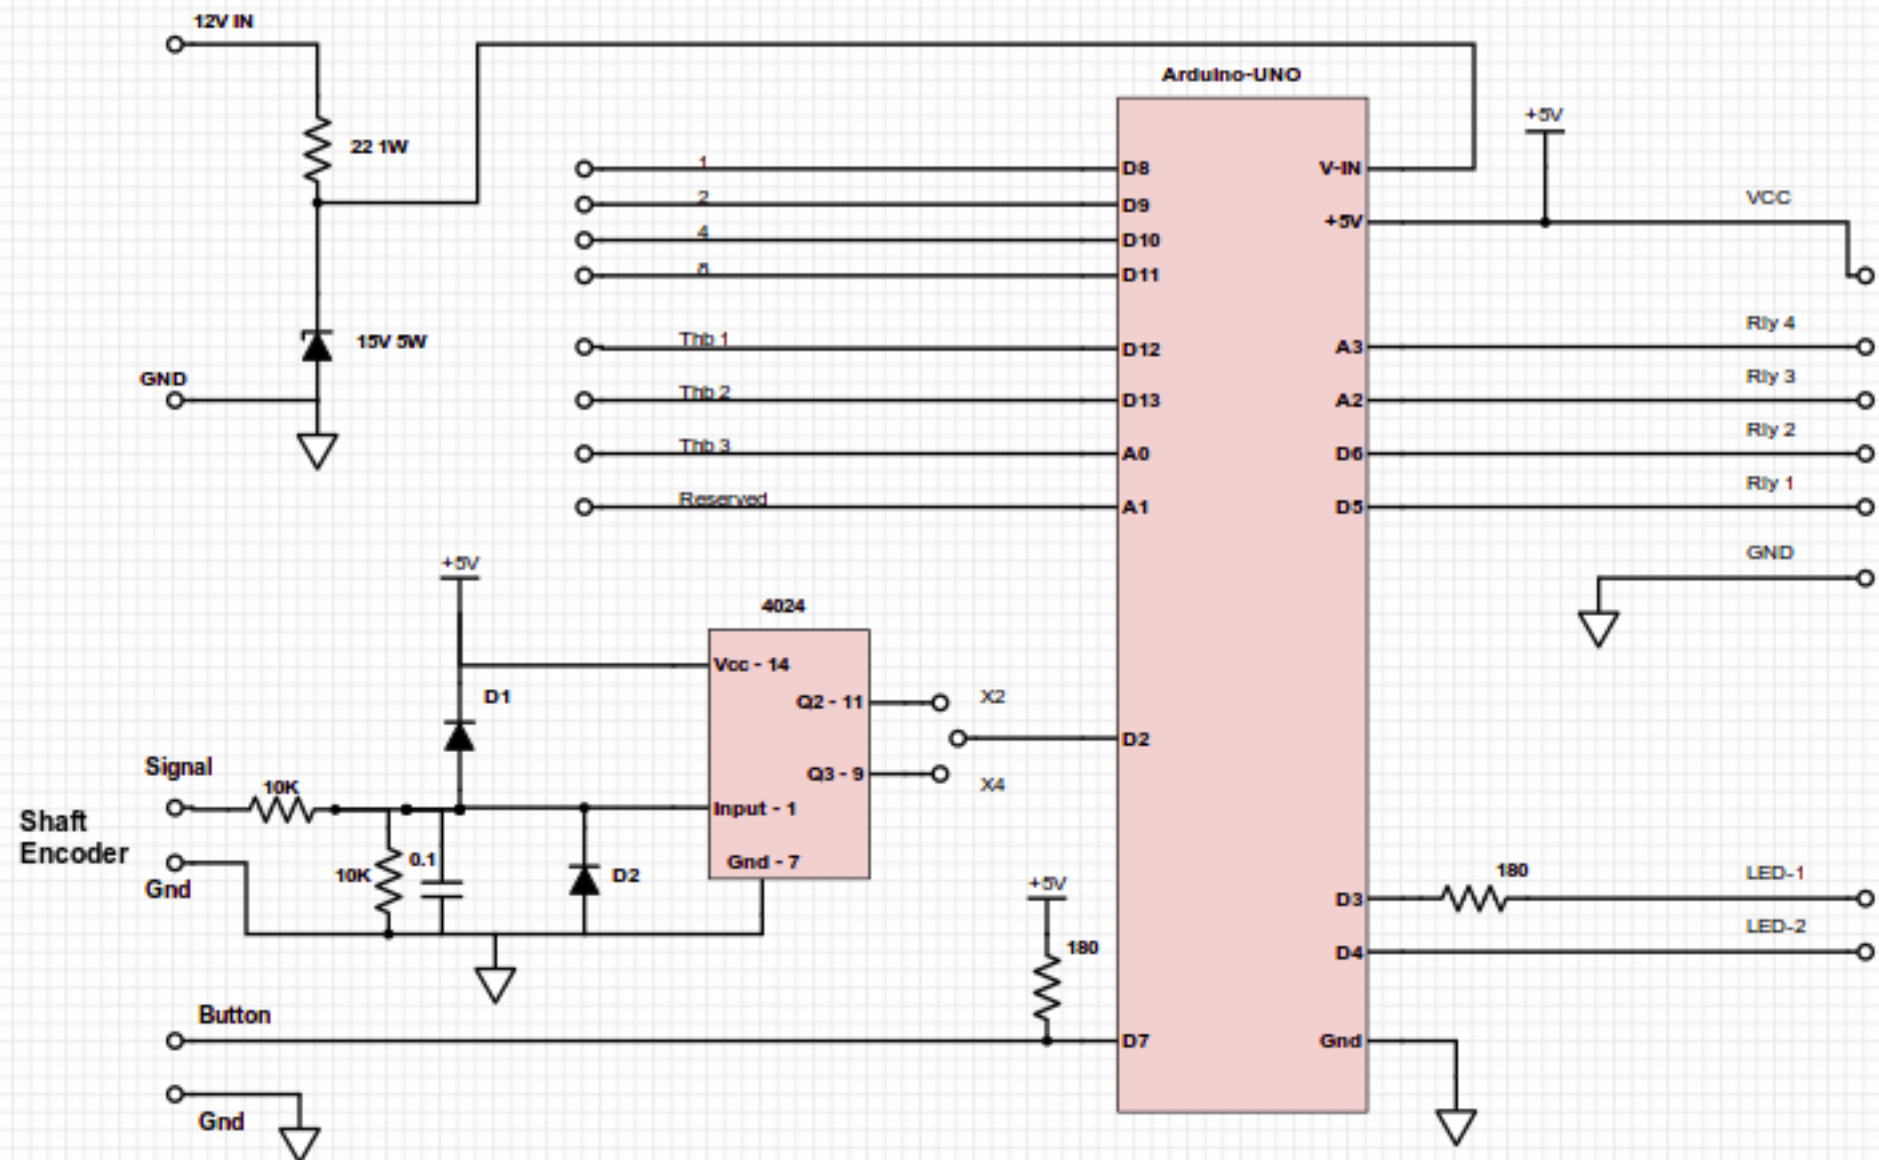 12V IN
22 1W
15V 5W
GND
Arduino-UNO
+5V
VCC
1
2
4
8
Thb 1
Thb 2
Thb 3
Reserved
D8
D9
D10
D11
D12
D13
A0
A1
D2
D7
V-IN
+5V
A3
A2
D6
D5
D3
D4
Gnd
Rly 4
Rly 3
Rly 2
Rly 1
GND
+5V
4024
Vcc - 14
Q2 - 11
Q3 - 9
Input - 1
Gnd - 7
X2
X4
D1
Signal
10K
Shaft
Encoder
Gnd
10K
0.1
D2
+5V
180
180
LED-1
LED-2
Button
Gnd